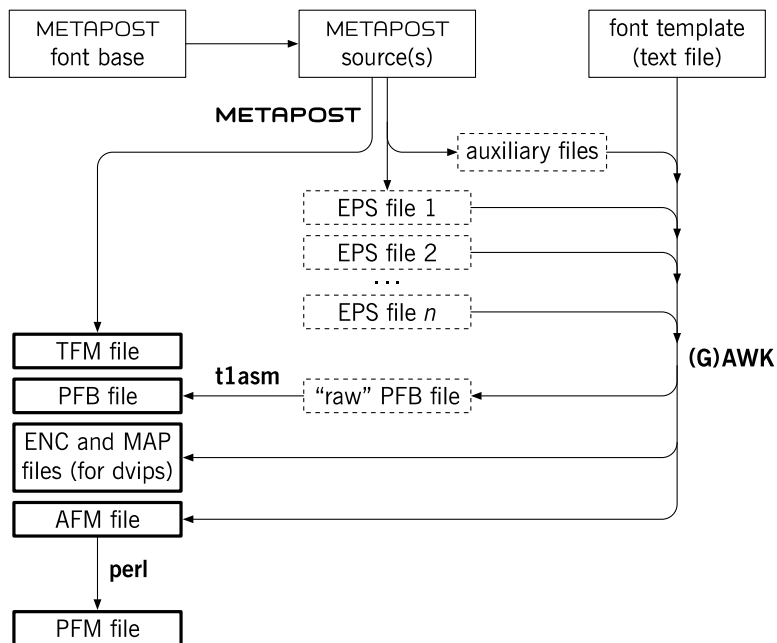 METAPOST
font base
METAPOST
source(s)
font template
(text file)
METAPOST
auxiliary files
EPS file 1
EPS file 2
...
EPS file n
TFM file
(G)AWK
t1asm
PFB file
“raw” PFB file
ENC and MAP
files (for dvips)
AFM file
perl
PFM file